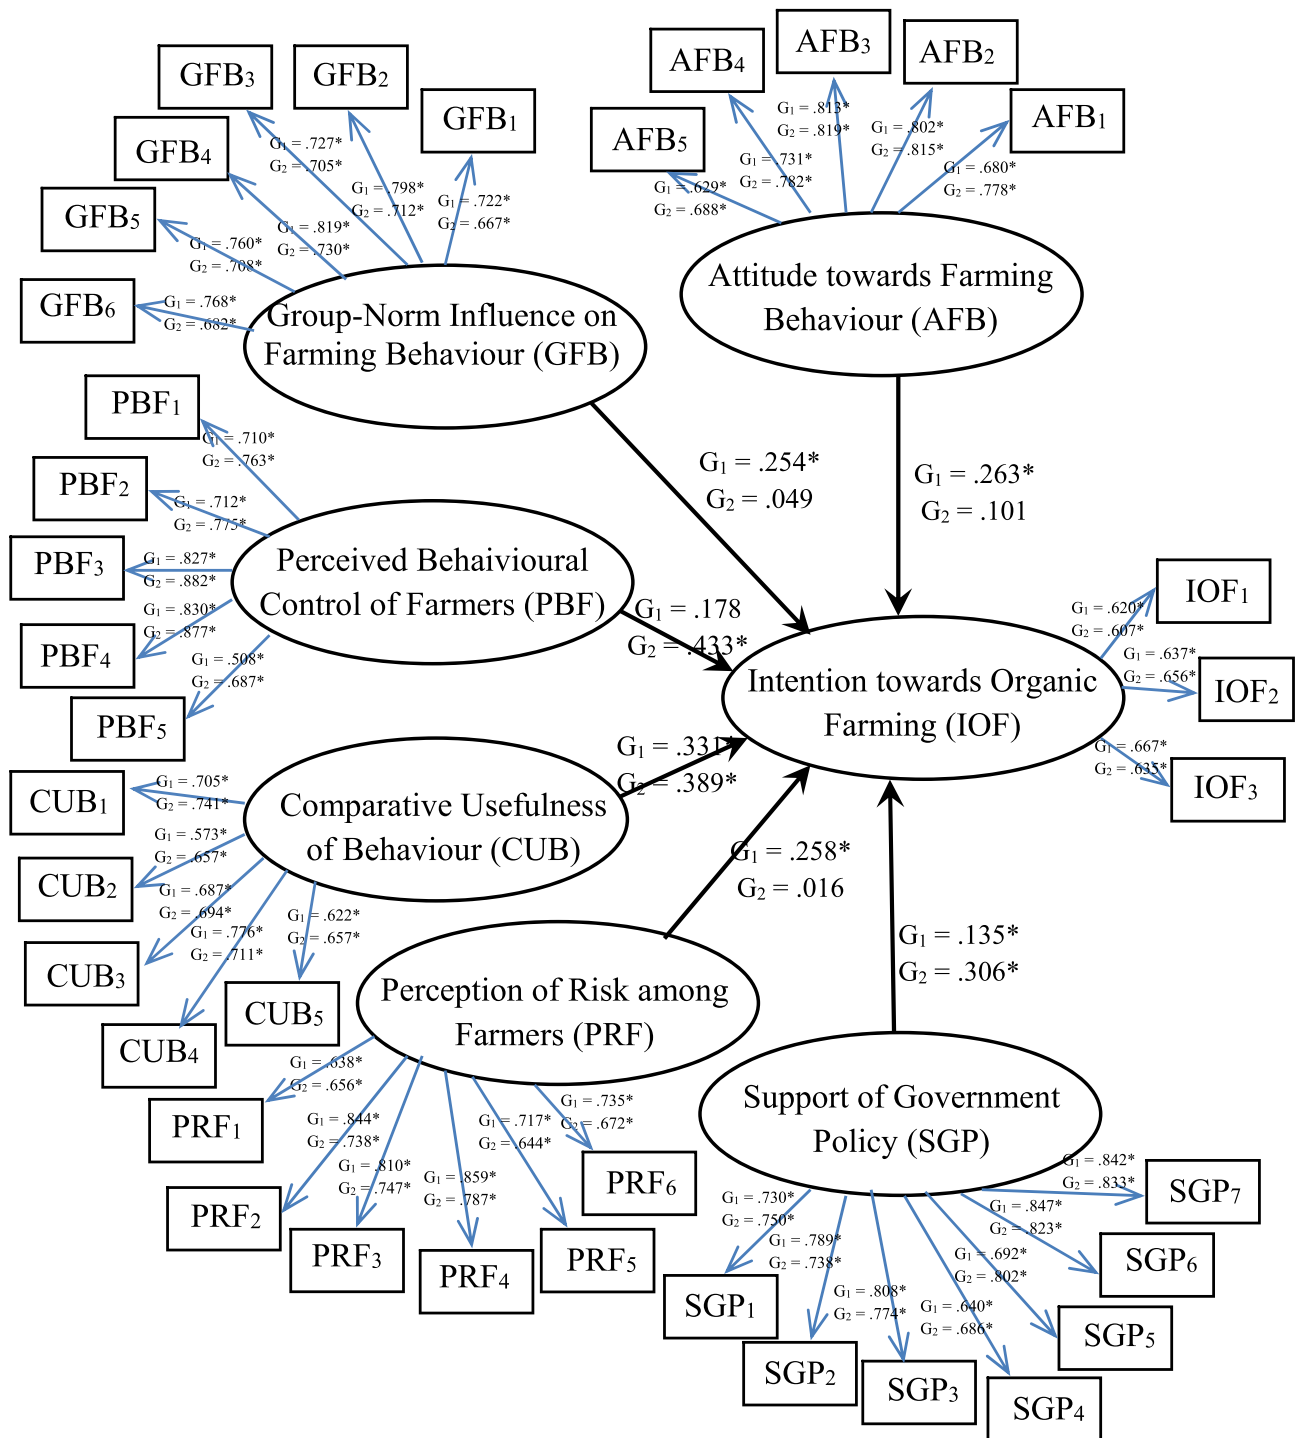 GFB₃
GFB₂
GFB₁
GFB₄
GFB₅
GFB₆
G₁ = .727*
G₂ = .705*
G₁ = .798*
G₂ = .712*
G₁ = .722*
G₂ = .667*
G₁ = .819*
G₂ = .730*
G₁ = .760*
G₂ = .708*
G₁ = .768*
G₂ = .682*
Group-Norm Influence on
Farming Behaviour (GFB)
AFB₄
AFB₃
AFB₂
AFB₁
AFB₅
G₁ = .813*
G₂ = .819*
G₁ = .802*
G₂ = .815*
G₁ = .731*
G₂ = .782*
G₁ = .680*
G₂ = .778*
G₁ = .629*
G₂ = .688*
Attitude towards Farming
Behaviour (AFB)
PBF₁
PBF₂
PBF₃
PBF₄
PBF₅
G₁ = .710*
G₂ = .763*
G₁ = .712*
G₂ = .775*
G₁ = .827*
G₂ = .882*
G₁ = .830*
G₂ = .877*
G₁ = .508*
G₂ = .687*
Perceived Behaivioural
Control of Farmers (PBF)
G₁ = .254*
G₂ = .049
G₁ = .263*
G₂ = .101
G₁ = .178
G₂ = .433*
Intention towards Organic
Farming (IOF)
G₁ = .620*
G₂ = .607*
G₁ = .637*
G₂ = .656*
G₁ = .667*
G₂ = .635*
IOF₁
IOF₂
IOF₃
G₁ = .331*
G₂ = .389*
CUB₁
CUB₂
CUB₃
CUB₄
CUB₅
G₁ = .705*
G₂ = .741*
G₁ = .573*
G₂ = .657*
G₁ = .687*
G₂ = .694*
G₁ = .776*
G₂ = .711*
G₁ = .622*
G₂ = .657*
Comparative Usefulness
of Behaviour (CUB)
G₁ = .258*
G₂ = .016
G₁ = .135*
G₂ = .306*
Perception of Risk among
Farmers (PRF)
G₁ = .638*
G₂ = .656*
G₁ = .844*
G₂ = .738*
G₁ = .810*
G₂ = .747*
G₁ = .859*
G₂ = .787*
G₁ = .717*
G₂ = .644*
G₁ = .735*
G₂ = .672*
PRF₁
PRF₂
PRF₃
PRF₄
PRF₅
PRF₆
Support of Government
Policy (SGP)
G₁ = .730*
G₂ = .750*
G₁ = .789*
G₂ = .738*
G₁ = .808*
G₂ = .774*
G₁ = .640*
G₂ = .686*
G₁ = .692*
G₂ = .802*
G₁ = .847*
G₂ = .823*
G₁ = .842*
G₂ = .833*
SGP₁
SGP₂
SGP₃
SGP₄
SGP₅
SGP₆
SGP₇